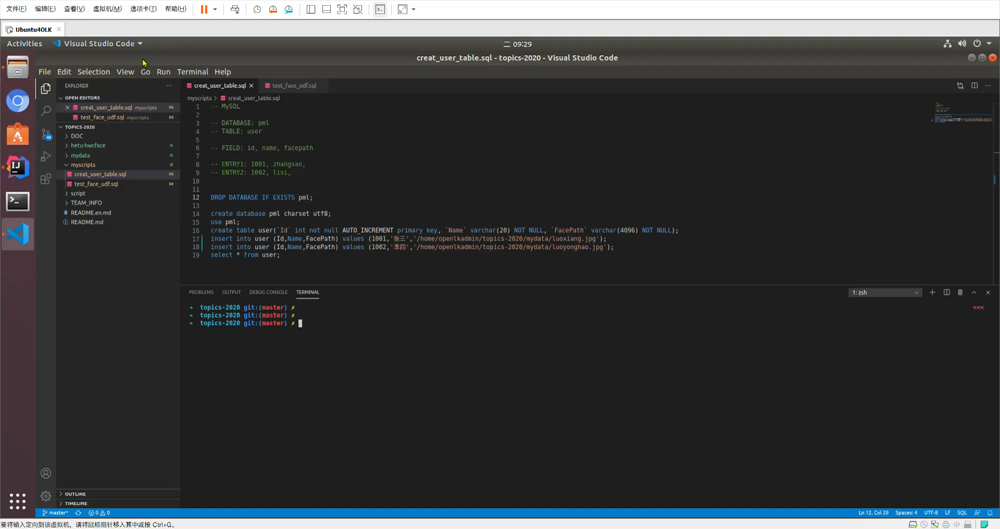 文件(F) 编辑(E) 查看(V) 虚拟机(M) 选项卡(T) 帮助(H)
Ubuntu4OLK
Activities Visual Studio Code 二 09:29
creat_user_table.sql - topics-2020 - Visual Studio Code
File Edit Selection View Go Run Terminal Help
EXPLORER
OPEN EDITORS
creat_user_table.sql myscripts M
test_face_udf.sql myscripts M
TOPICS-2020
DOC
hetu-hwcface
mydata
myscripts
creat_user_table.sql M
test_face_udf.sql M
script
TEAM_INFO
README.en.md
README.md
43
OUTLINE
TIMELINE
creat_user_table.sql test_face_udf.sql
myscripts > creat_user_table.sql
1 -- MySQL
2
3 -- DATABASE: pml
4 -- TABLE: user
5
6 -- FIELD: id, name, facepath
7
8 -- ENTRY1: 1001, zhangsan,
9 -- ENTRY2: 1002, lisi,
10
11
12 DROP DATABASE IF EXISTS pml;
13
14 create database pml charset utf8;
15 use pml;
16 create table user(`Id` int not null AUTO_INCREMENT primary key, `Name` varchar(20) NOT NULL, `FacePath` varchar(4096) NOT NULL);
17 insert into user (Id,Name,FacePath) values (1001,'张三','/home/openlkadmin/topics-2020/mydata/luoxiang.jpg');
18 insert into user (Id,Name,FacePath) values (1002,'李四','/home/openlkadmin/topics-2020/mydata/luoyonghao.jpg');
19 select * from user;
PROBLEMS OUTPUT DEBUG CONSOLE TERMINAL 1: zsh
→ topics-2020 git:(master) ✗ <<<
→ topics-2020 git:(master) ✗
→ topics-2020 git:(master) ✗
master* 0 0 Ln 12, Col 29 Spaces: 4 UTF-8 LF SQL
要将输入定向到该虚拟机，请将鼠标指针移入其中或按 Ctrl+G。